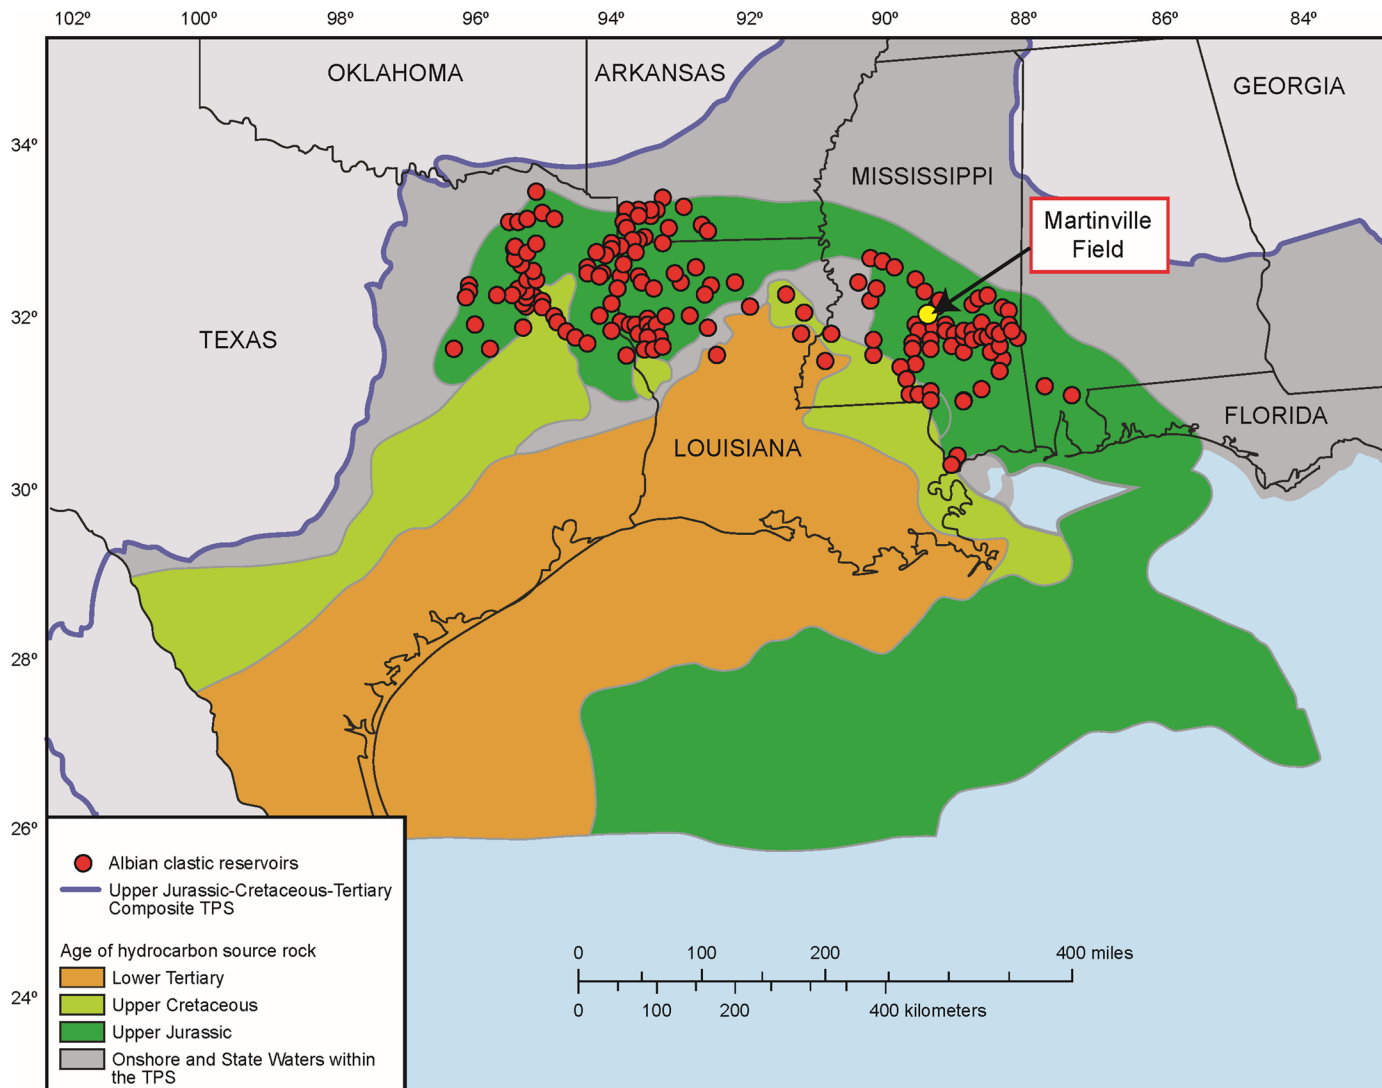 102º 100º 98º 96º 94º 92º 90º 88º 86º 84º
OKLAHOMA
ARKANSAS
GEORGIA
34º
MISSISSIPPI
Martinville
Field
32º
TEXAS
FLORIDA
LOUISIANA
30º
28º
26º
Albian clastic reservoirs
Upper Jurassic-Cretaceous-Tertiary
Composite TPS
Age of hydrocarbon source rock
Lower Tertiary
Upper Cretaceous
Upper Jurassic
Onshore and State Waters within
the TPS
24º
0 100 200 400 miles
0 100 200 400 kilometers